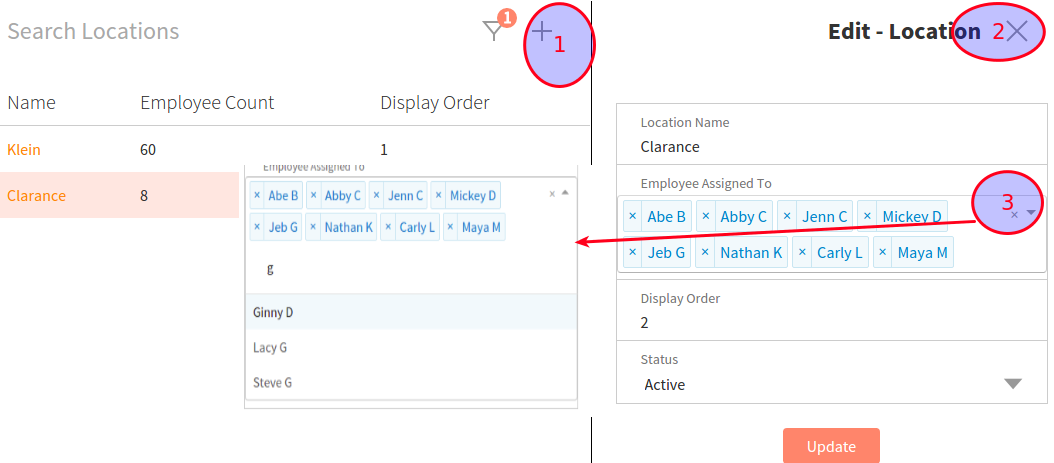 Search Locations
1
1
Name Employee Count Display Order
Klein 60 1
Clarance 8
Employee Assigned To
× Abe B × Abby C × Jenn C × Mickey D ×
× Jeb G × Nathan K × Carly L × Maya M
g
Ginny D
Lacy G
Steve G
Edit - Location 2
Location Name
Clarance
Employee Assigned To
3
× Abe B × Abby C × Jenn C × Mickey D ×
× Jeb G × Nathan K × Carly L × Maya M
Display Order
2
Status
Active
Update